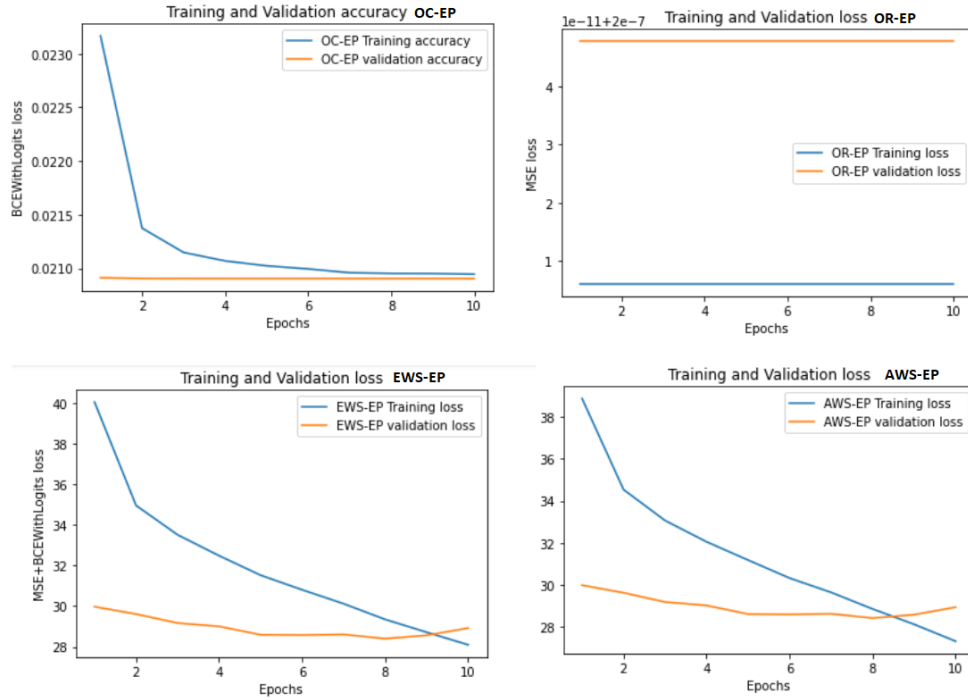 Training and Validation accuracy OC-EP
OC-EP Training accuracy
OC-EP validation accuracy
BCEWithLogits loss
0.0230
0.0225
0.0220
0.0215
0.0210
2 4 6 8 10
Epochs
Training and Validation loss OR-EP
1e-11+2e-7
OR-EP Training loss
OR-EP validation loss
MSE loss
4
3
2
1
2 4 6 8 10
Epochs
Training and Validation loss EWS-EP
EWS-EP Training loss
EWS-EP validation loss
MSE+BCEWithLogits loss
40
38
36
34
32
30
28
2 4 6 8 10
Epochs
Training and Validation loss AWS-EP
AWS-EP Training loss
AWS-EP validation loss
38
36
34
32
30
28
2 4 6 8 10
Epochs